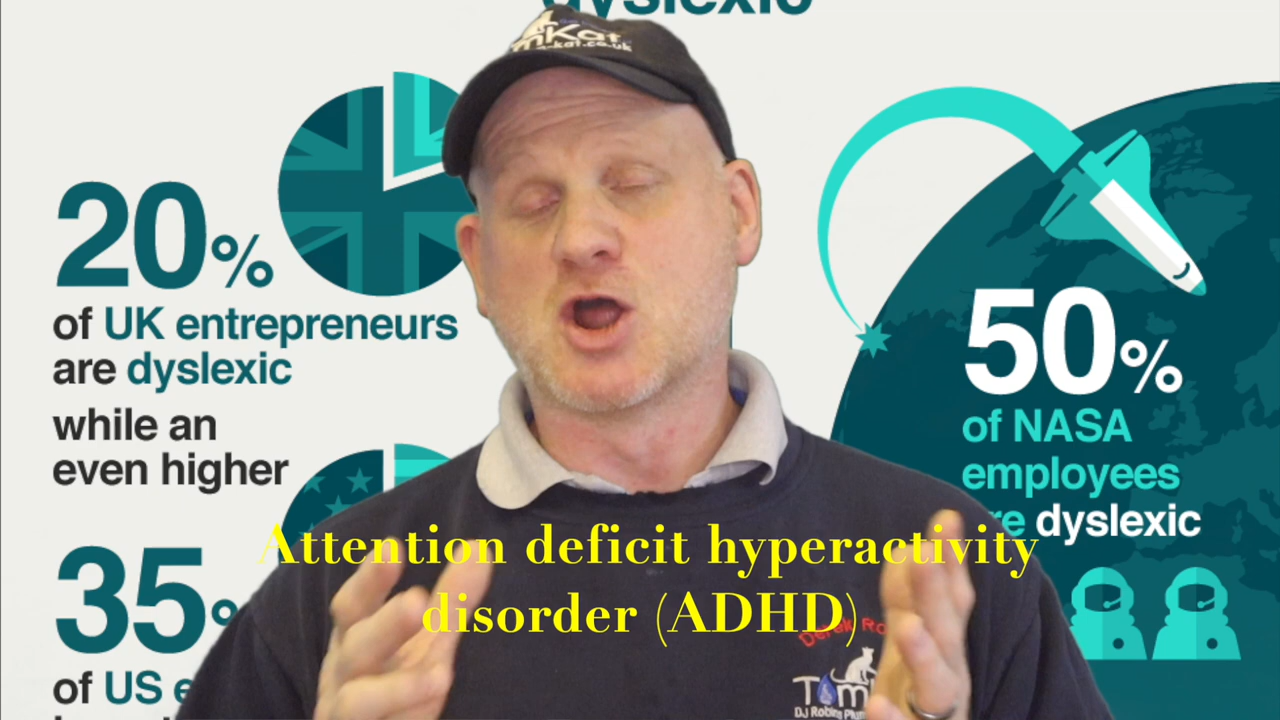 dyslexic
20%
of UK entrepreneurs
are dyslexic
while an
even higher
35%
of US
50%
of NASA
employees
dyslexic
Attention deficit hyperactivity
disorder (ADHD)